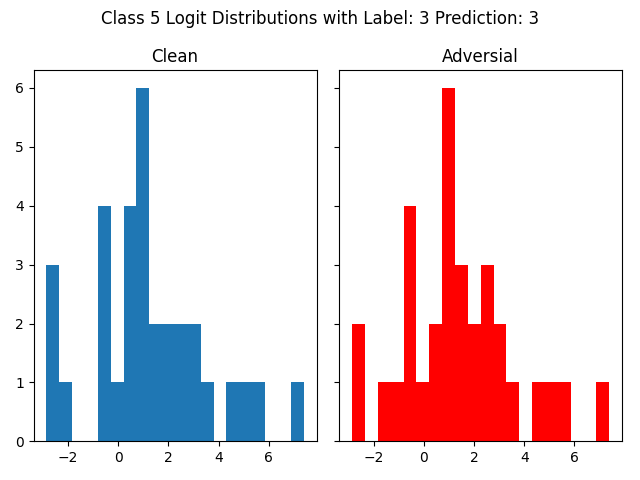 Class 5 Logit Distributions with Label: 3 Prediction: 3
Clean
Adversial
6
5
4
3
2
1
0
−2 0 2 4 6
−2 0 2 4 6